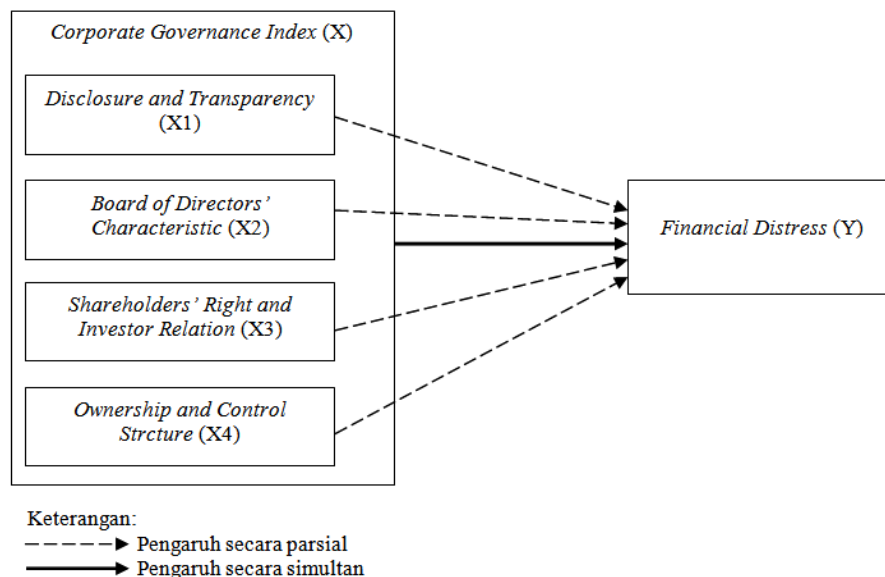 Corporate Governance Index (X)
Disclosure and Transparency
(X1)
Board of Directors’
Characteristic (X2)
Shareholders’ Right and
Investor Relation (X3)
Ownership and Control
Strcture (X4)
Financial Distress (Y)
Keterangan:
Pengaruh secara parsial
Pengaruh secara simultan